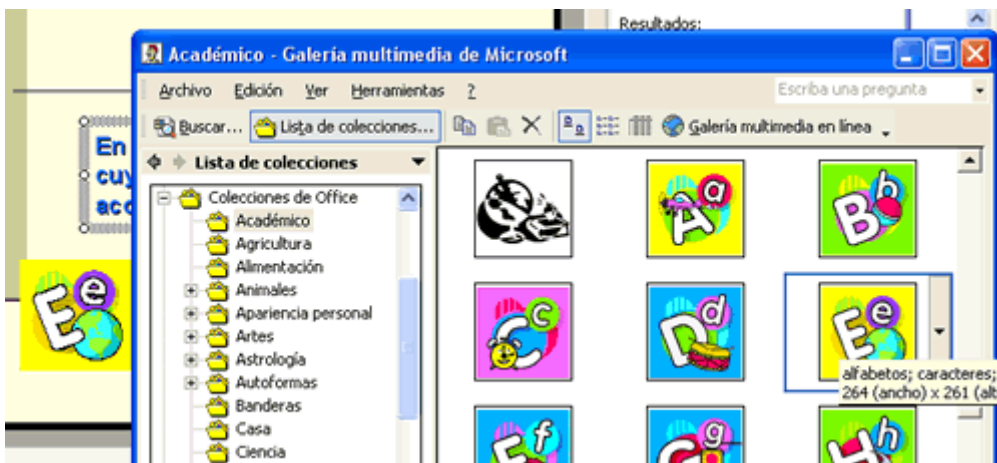 Resultados:
Académico - Galería multimedia de Microsoft
Archivo Edición Ver Herramientas ?
Escriba una pregunta
Buscar... Lista de colecciones... Galería multimedia en línea
Lista de colecciones
En
cuy
acc
Colecciones de Office
Académico
Agricultura
Alimentación
Animales
Apariencia personal
Artes
Astrología
Autoformas
Banderas
Casa
Ciencia
A a
B b
C c
D d
E e
E e
alfabetos; caracteres;
264 (ancho) x 261 (alt
f
g
H h